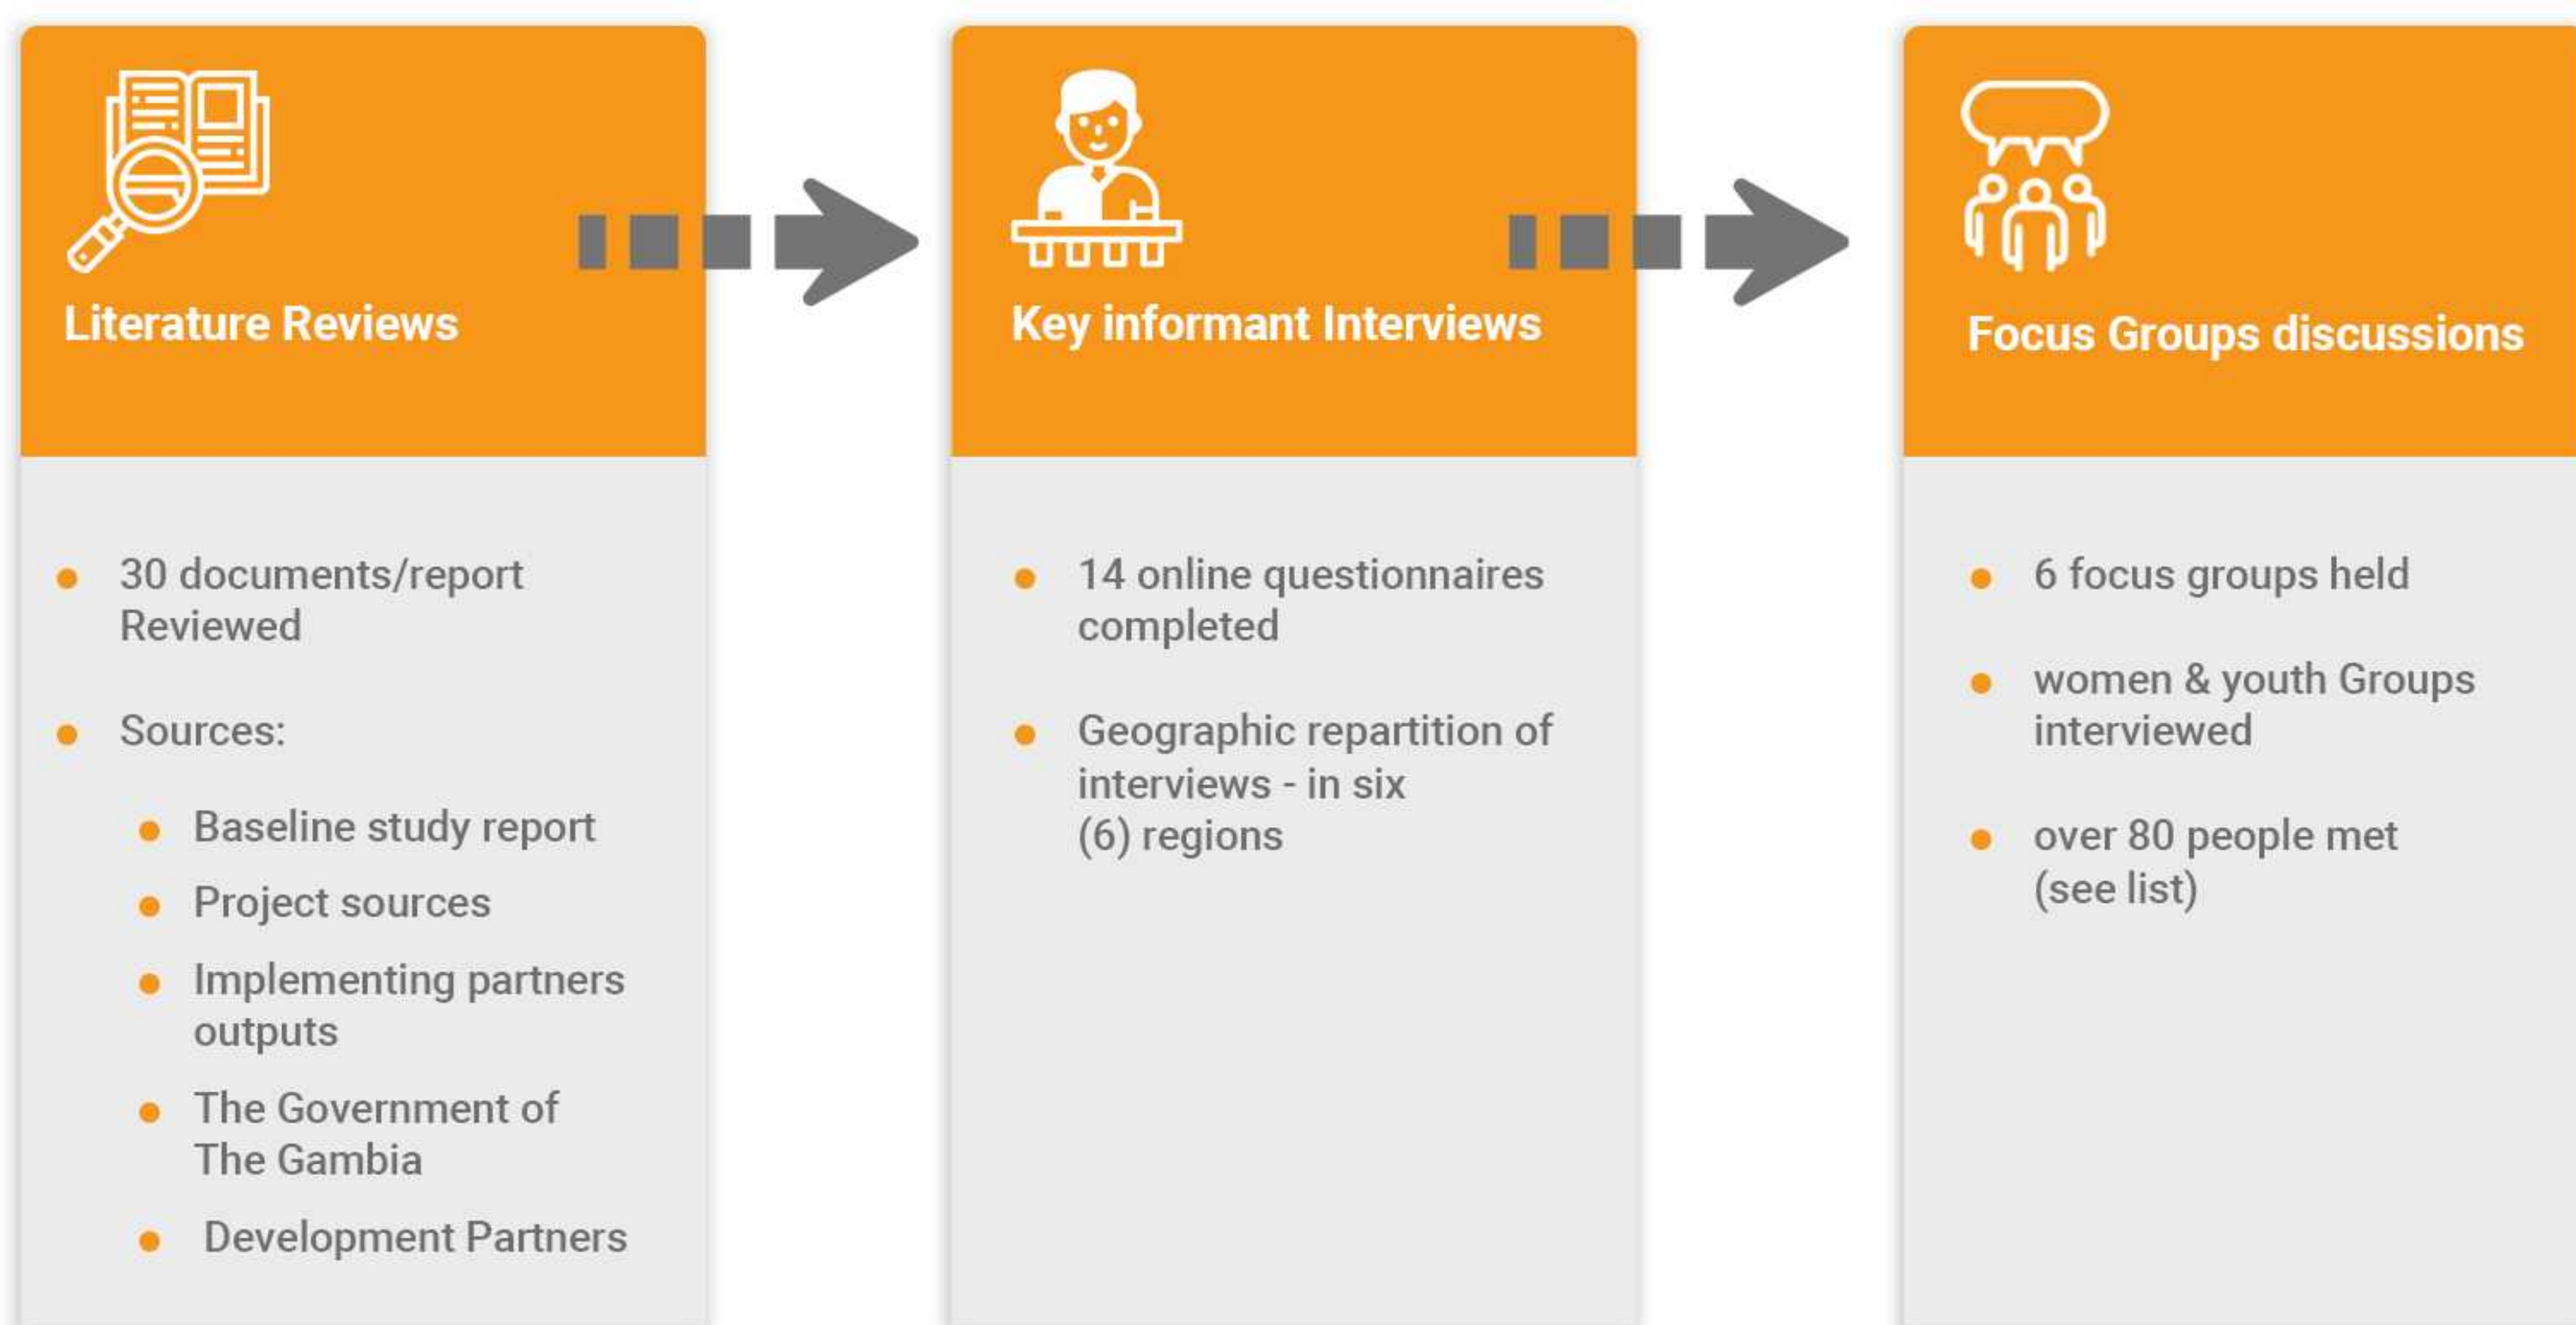 Literature Reviews
30 documents/report
Reviewed
Sources:
Baseline study report
Project sources
Implementing partners
outputs
The Government of
The Gambia
Development Partners
Key informant Interviews
14 online questionnaires
completed
Geographic repartition of
interviews - in six
(6) regions
Focus Groups discussions
6 focus groups held
women & youth Groups
interviewed
over 80 people met
(see list)